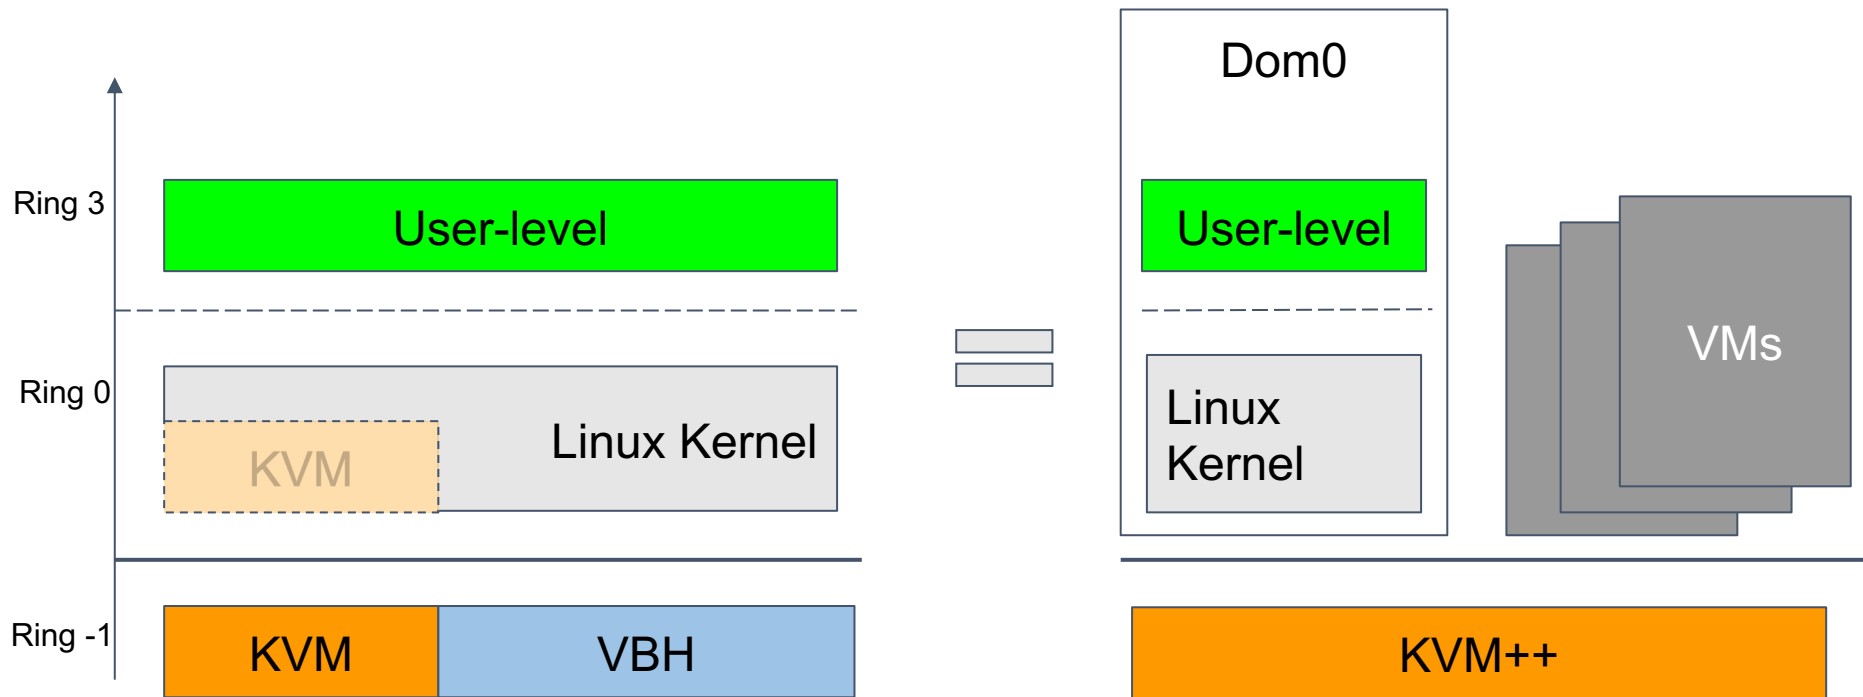 Dom0
Ring 3
User-level
User-level
VMs
Ring 0
Linux
Kernel
Linux Kernel
KVM
Ring -1
KVM
VBH
KVM++